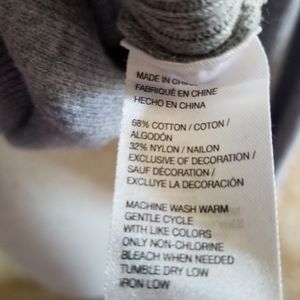 MADE IN CHINA
FABRIQUÉ EN CHINE
HECHO EN CHINA
68% COTTON / COTON /
ALGODÓN
32% NYLON / NAILON
EXCLUSIVE OF DECORATION /
SAUF DÉCORATION /
EXCLUYE LA DECORACIÓN
MACHINE WASH WARM
GENTLE CYCLE
WITH LIKE COLORS
ONLY NON-CHLORINE
BLEACH WHEN NEEDED
TUMBLE DRY LOW
IRON LOW